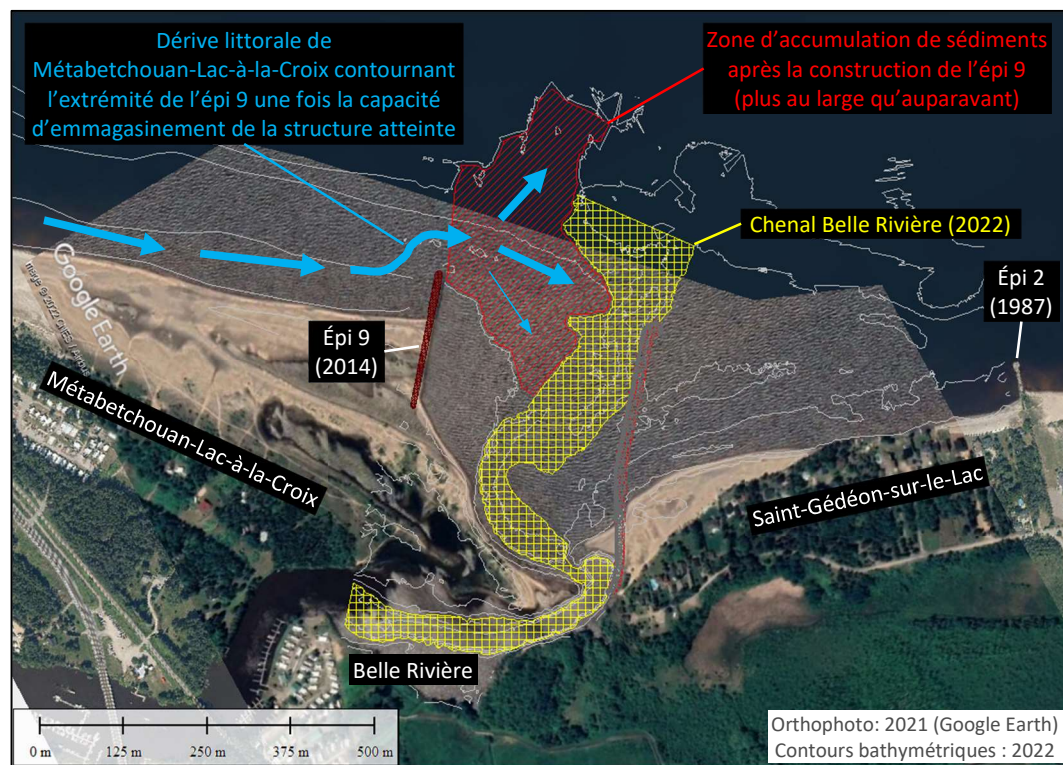 Dérive littorale de
Métabetchouan-Lac-à-la-Croix contournant
l'extrémité de l'épi 9 une fois la capacité
d'emmagasinement de la structure atteinte
Zone d'accumulation de sédiments
après la construction de l'épi 9
(plus au large qu'auparavant)
Chenal Belle Rivière (2022)
Épi 2
(1987)
Google Earth
Épi 9
(2014)
Métabetchouan-Lac-à-la-Croix
Saint-Gédéon-sur-le-Lac
Belle Rivière
0 m 125 m 250 m 375 m 500 m
Orthophoto: 2021 (Google Earth)
Contours bathymétriques : 2022